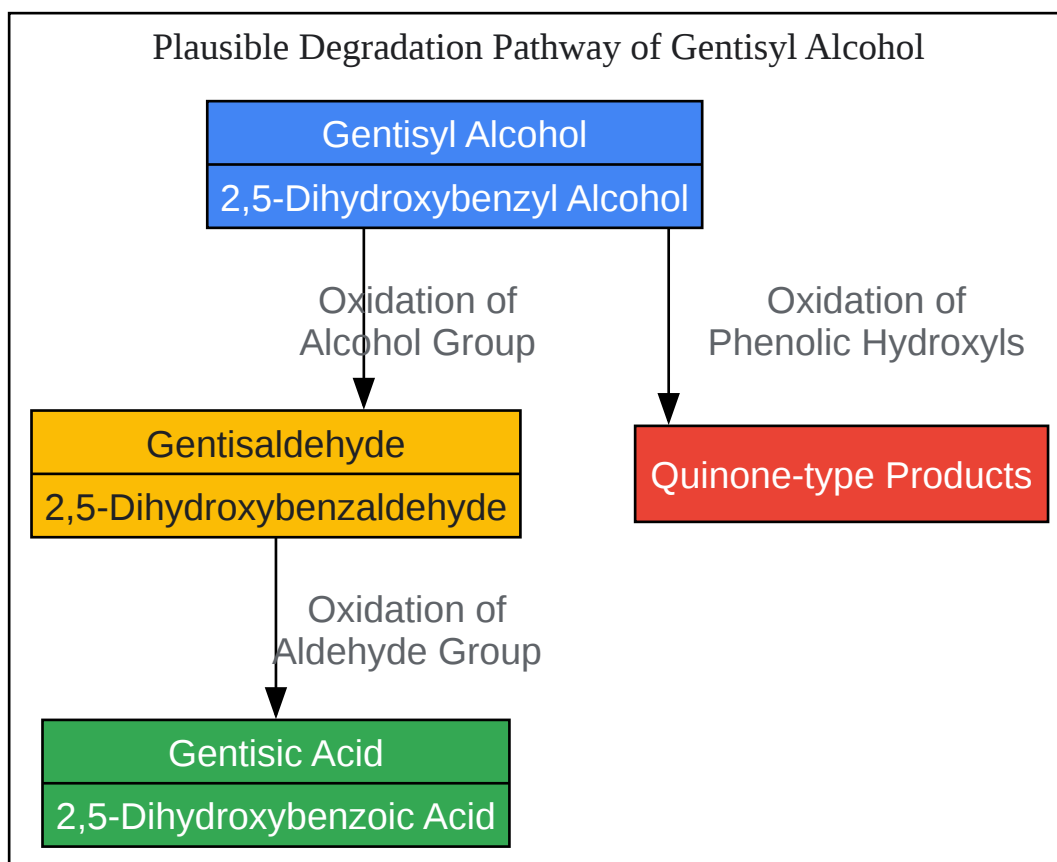 Plausible Degradation Pathway of Gentisyl Alcohol
Gentisyl Alcohol
2,5-Dihydroxybenzyl Alcohol
Oxidation of
Alcohol Group
Oxidation of
Phenolic Hydroxyls
Gentisaldehyde
2,5-Dihydroxybenzaldehyde
Quinone-type Products
Oxidation of
Aldehyde Group
Gentisic Acid
2,5-Dihydroxybenzoic Acid